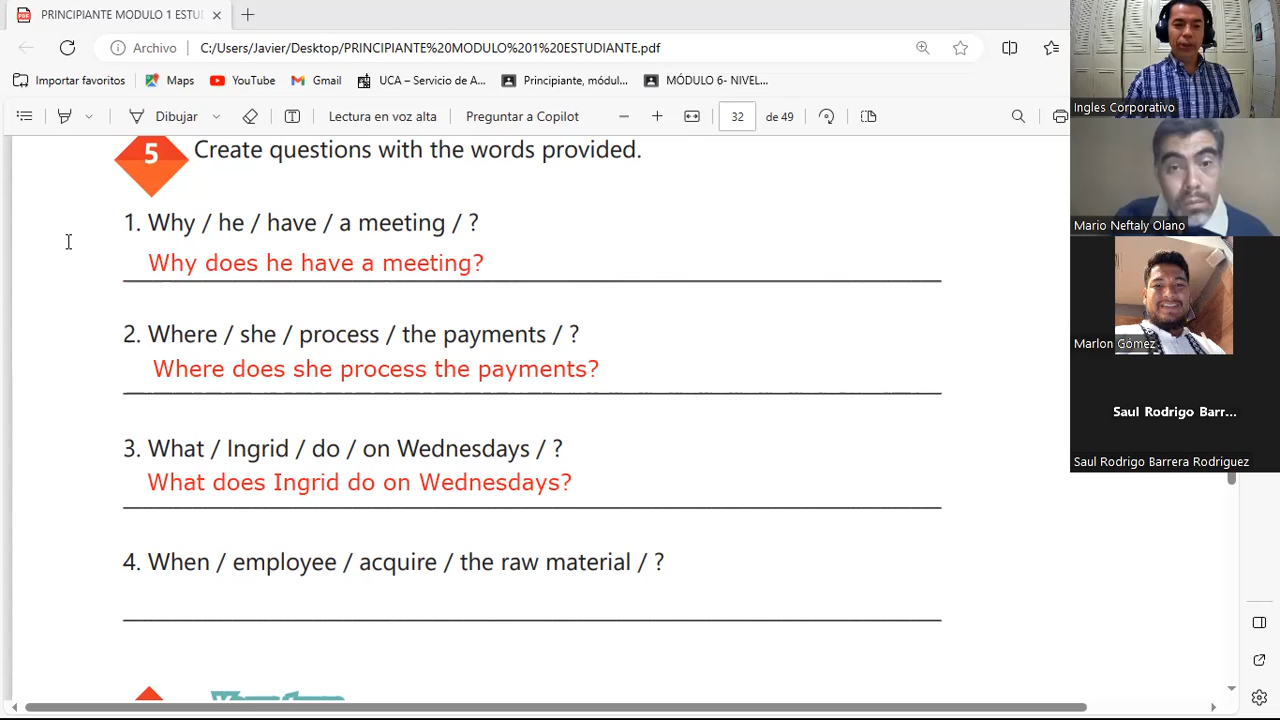 PRINCIPIANTE MODULO 1 ESTU
Archivo
C:/Users/Javier/Desktop/PRINCIPIANTE%20MODULO%201%20ESTUDIANTE.pdf
Importar favoritos
Maps
YouTube
Gmail
UCA – Servicio de A...
Principiante, módul...
MÓDULO 6- NIVEL...
Dibujar
Lectura en voz alta
Preguntar a Copilot
32
de 49
5
Create questions with the words provided.
1. Why / he / have / a meeting / ?
Why does he have a meeting?
2. Where / she / process / the payments / ?
Where does she process the payments?
3. What / Ingrid / do / on Wednesdays / ?
What does Ingrid do on Wednesdays?
4. When / employee / acquire / the raw material / ?
Ingles Corporativo
Mario Neftaly Olano
Marlon Gómez
Saul Rodrigo Barr...
Saul Rodrigo Barrera Rodriguez